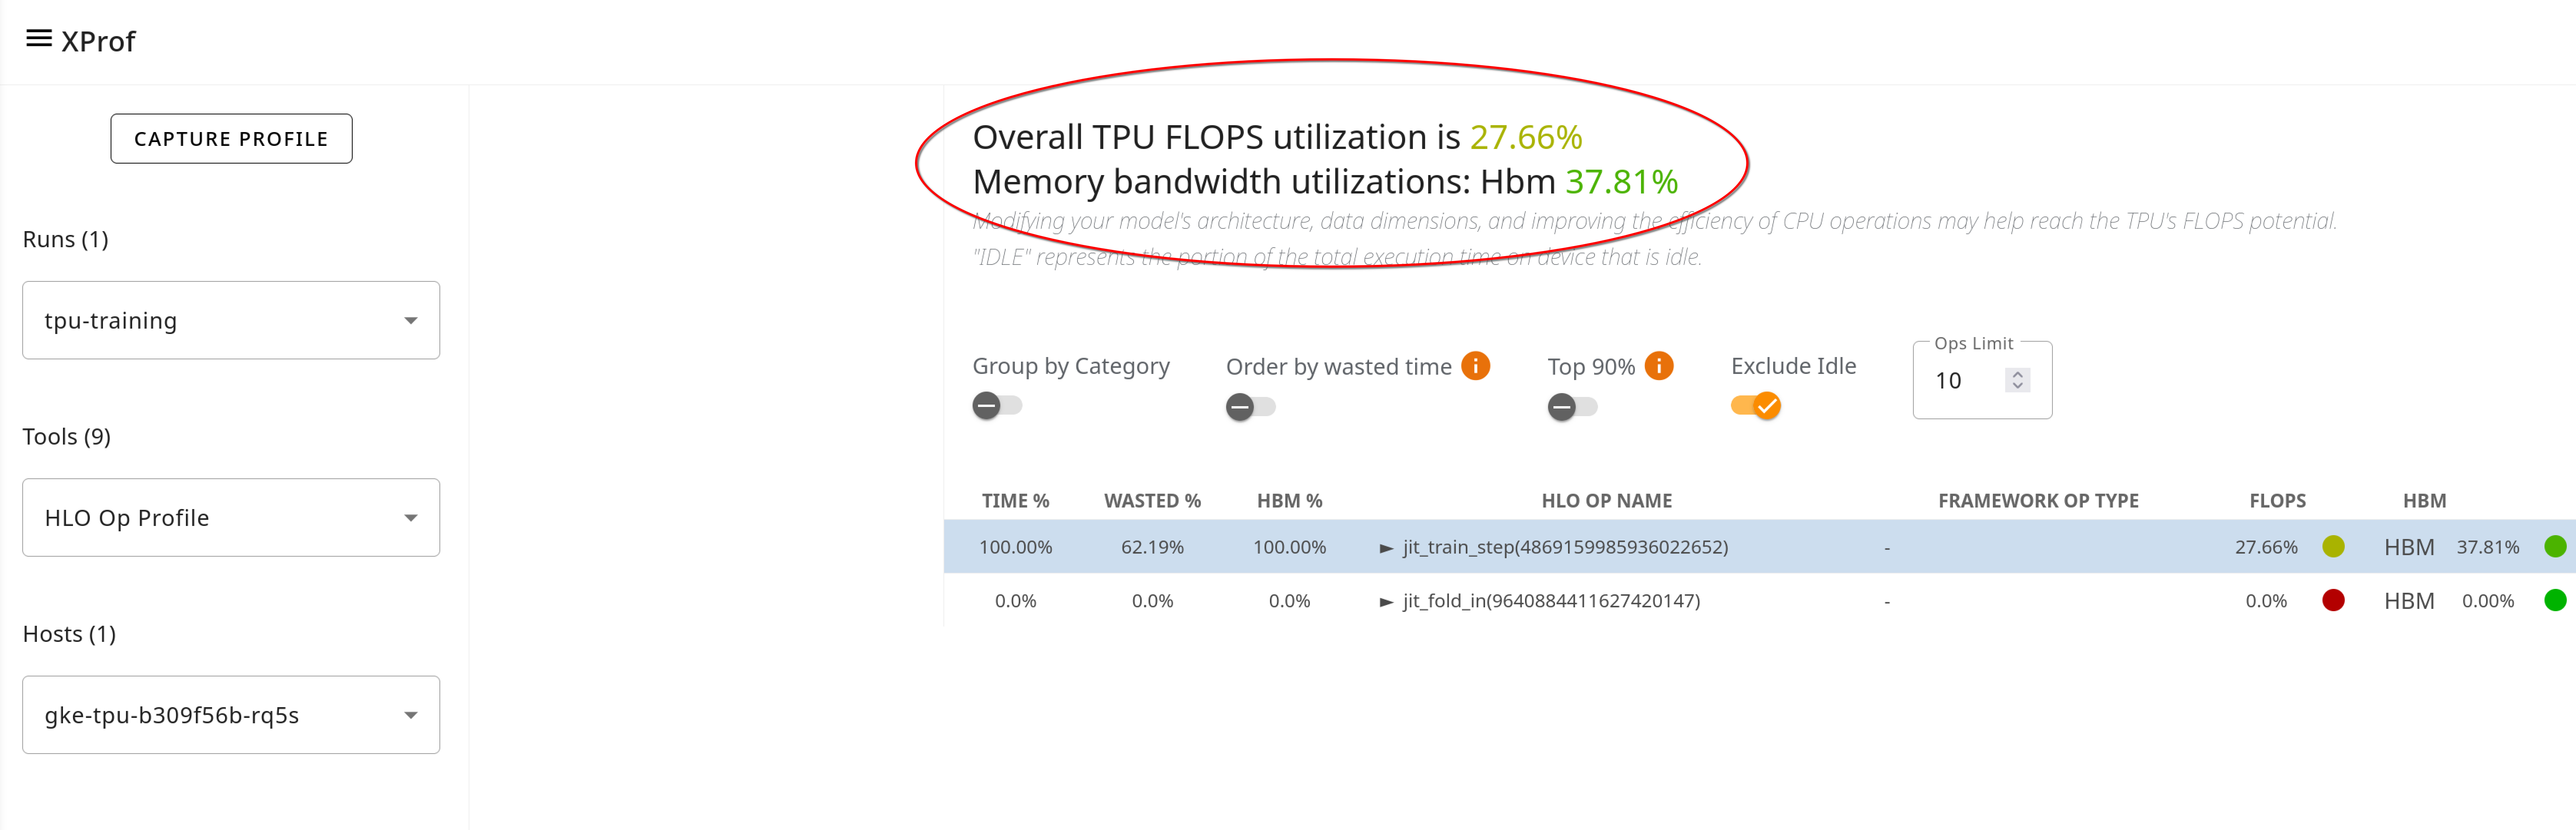 XProf
CAPTURE PROFILE
Runs (1)
tpu-training
Tools (9)
HLO Op Profile
Hosts (1)
gke-tpu-b309f56b-rq5s
Overall TPU FLOPS utilization is 27.66%
Memory bandwidth utilizations: Hbm 37.81%
Modifying your model's architecture, data dimensions, and improving the efficiency of CPU operations may help reach the TPU's FLOPS potential.
"IDLE" represents the portion of the total execution time on device that is idle.
Group by Category Order by wasted time i Top 90% i Exclude Idle Ops Limit
10
TIME % WASTED % HBM % HLO OP NAME FRAMEWORK OP TYPE FLOPS HBM
100.00% 62.19% 100.00% ► jit_train_step(4869159985936022652) - 27.66% HBM 37.81%
0.0% 0.0% 0.0% ► jit_fold_in(9640884411627420147) - 0.0% HBM 0.00%